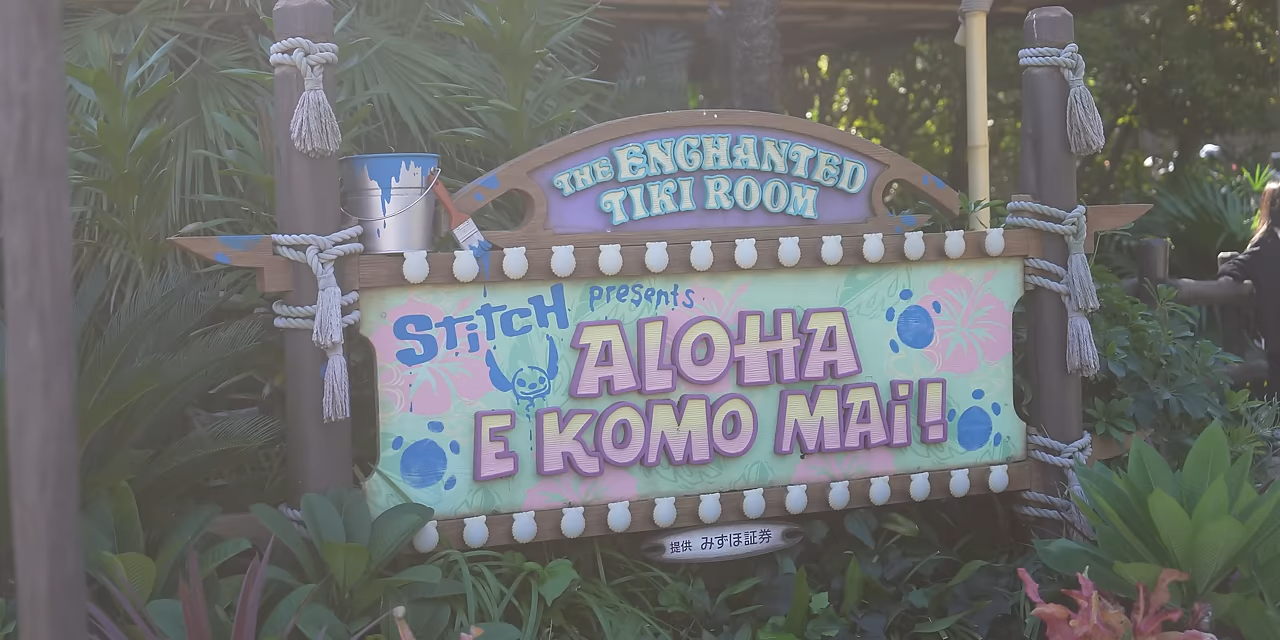 THE ENCHANTED
TIKI ROOM
STITCH presents
ALOHA
E KOMO MAi!
提供 みずほ証券